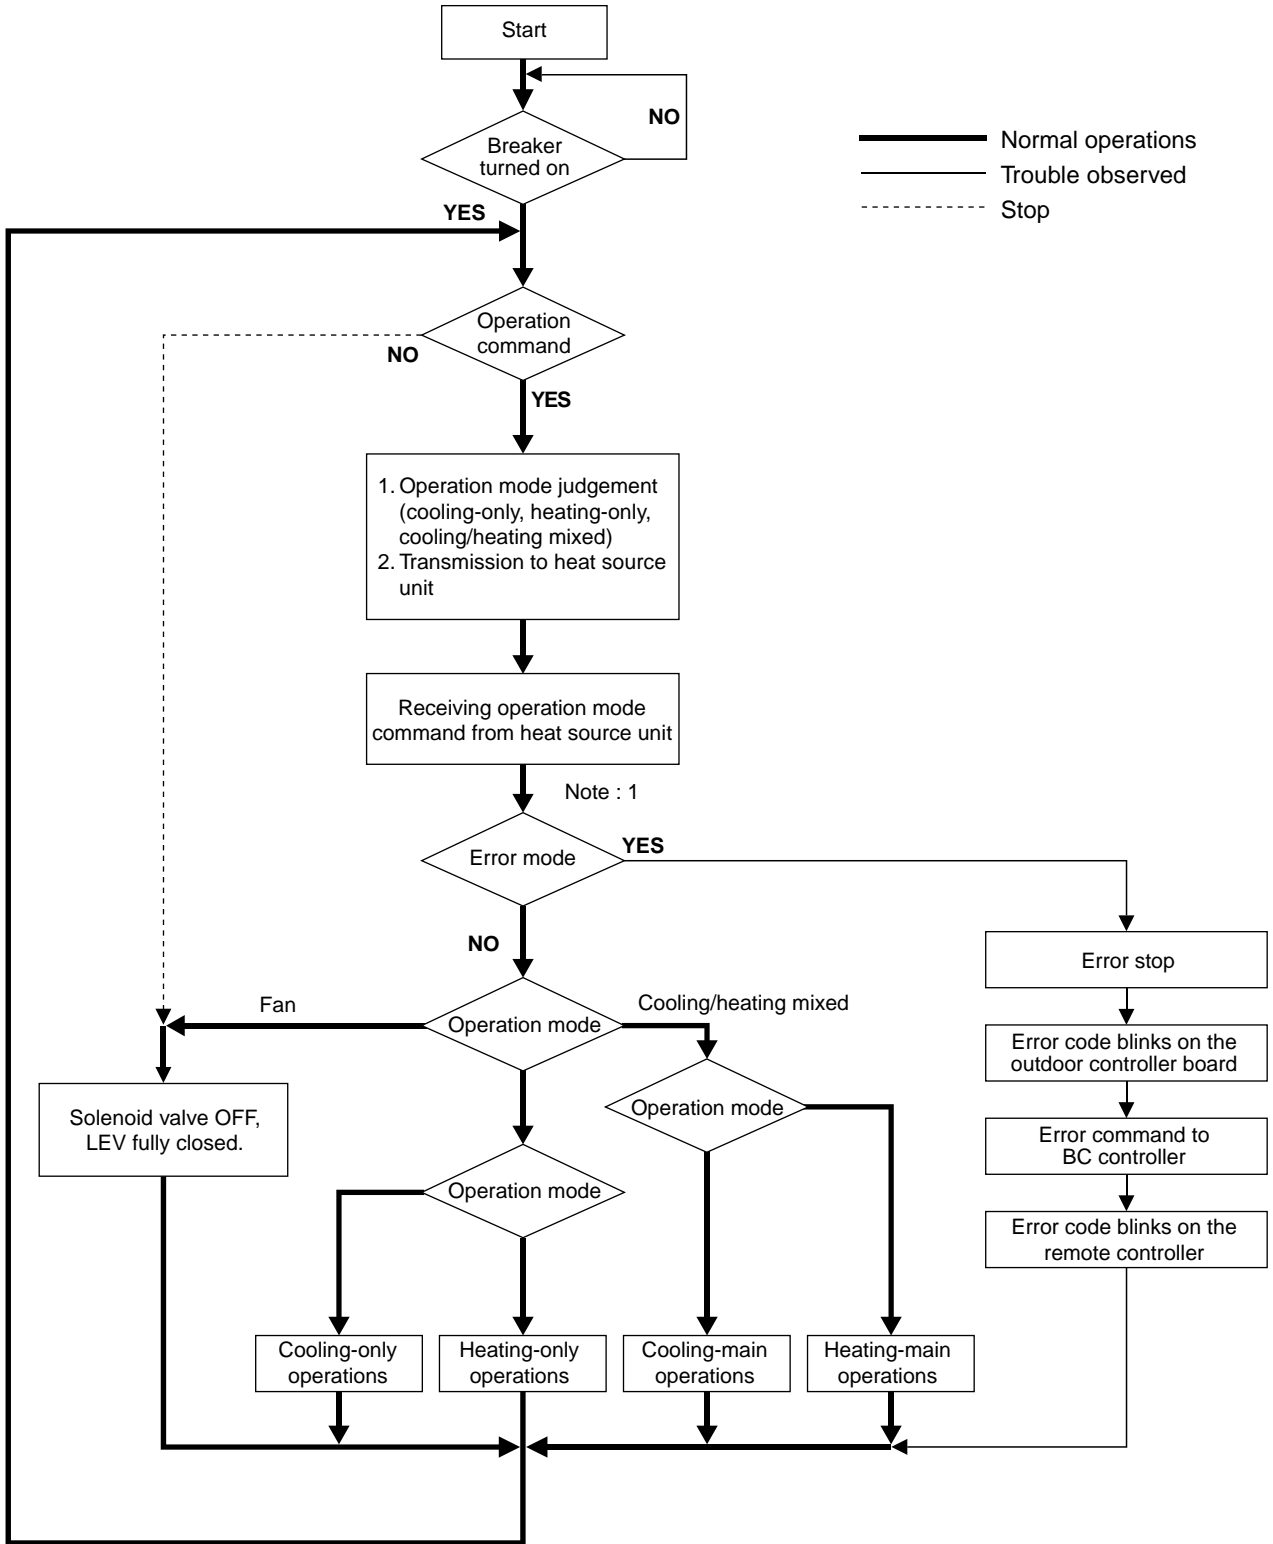 Start
NO
Breaker
turned on
Normal operations
Trouble observed
Stop
YES
Operation
command
NO
YES
1. Operation mode judgement
(cooling-only, heating-only,
cooling/heating mixed)
2. Transmission to heat source
unit
Receiving operation mode
command from heat source unit
Note : 1
Error mode
YES
NO
Error stop
Fan
Operation mode
Cooling/heating mixed
Error code blinks on the
outdoor controller board
Solenoid valve OFF,
LEV fully closed.
Operation mode
Error command to
BC controller
Operation mode
Error code blinks on the
remote controller
Cooling-only
operations
Heating-only
operations
Cooling-main
operations
Heating-main
operations